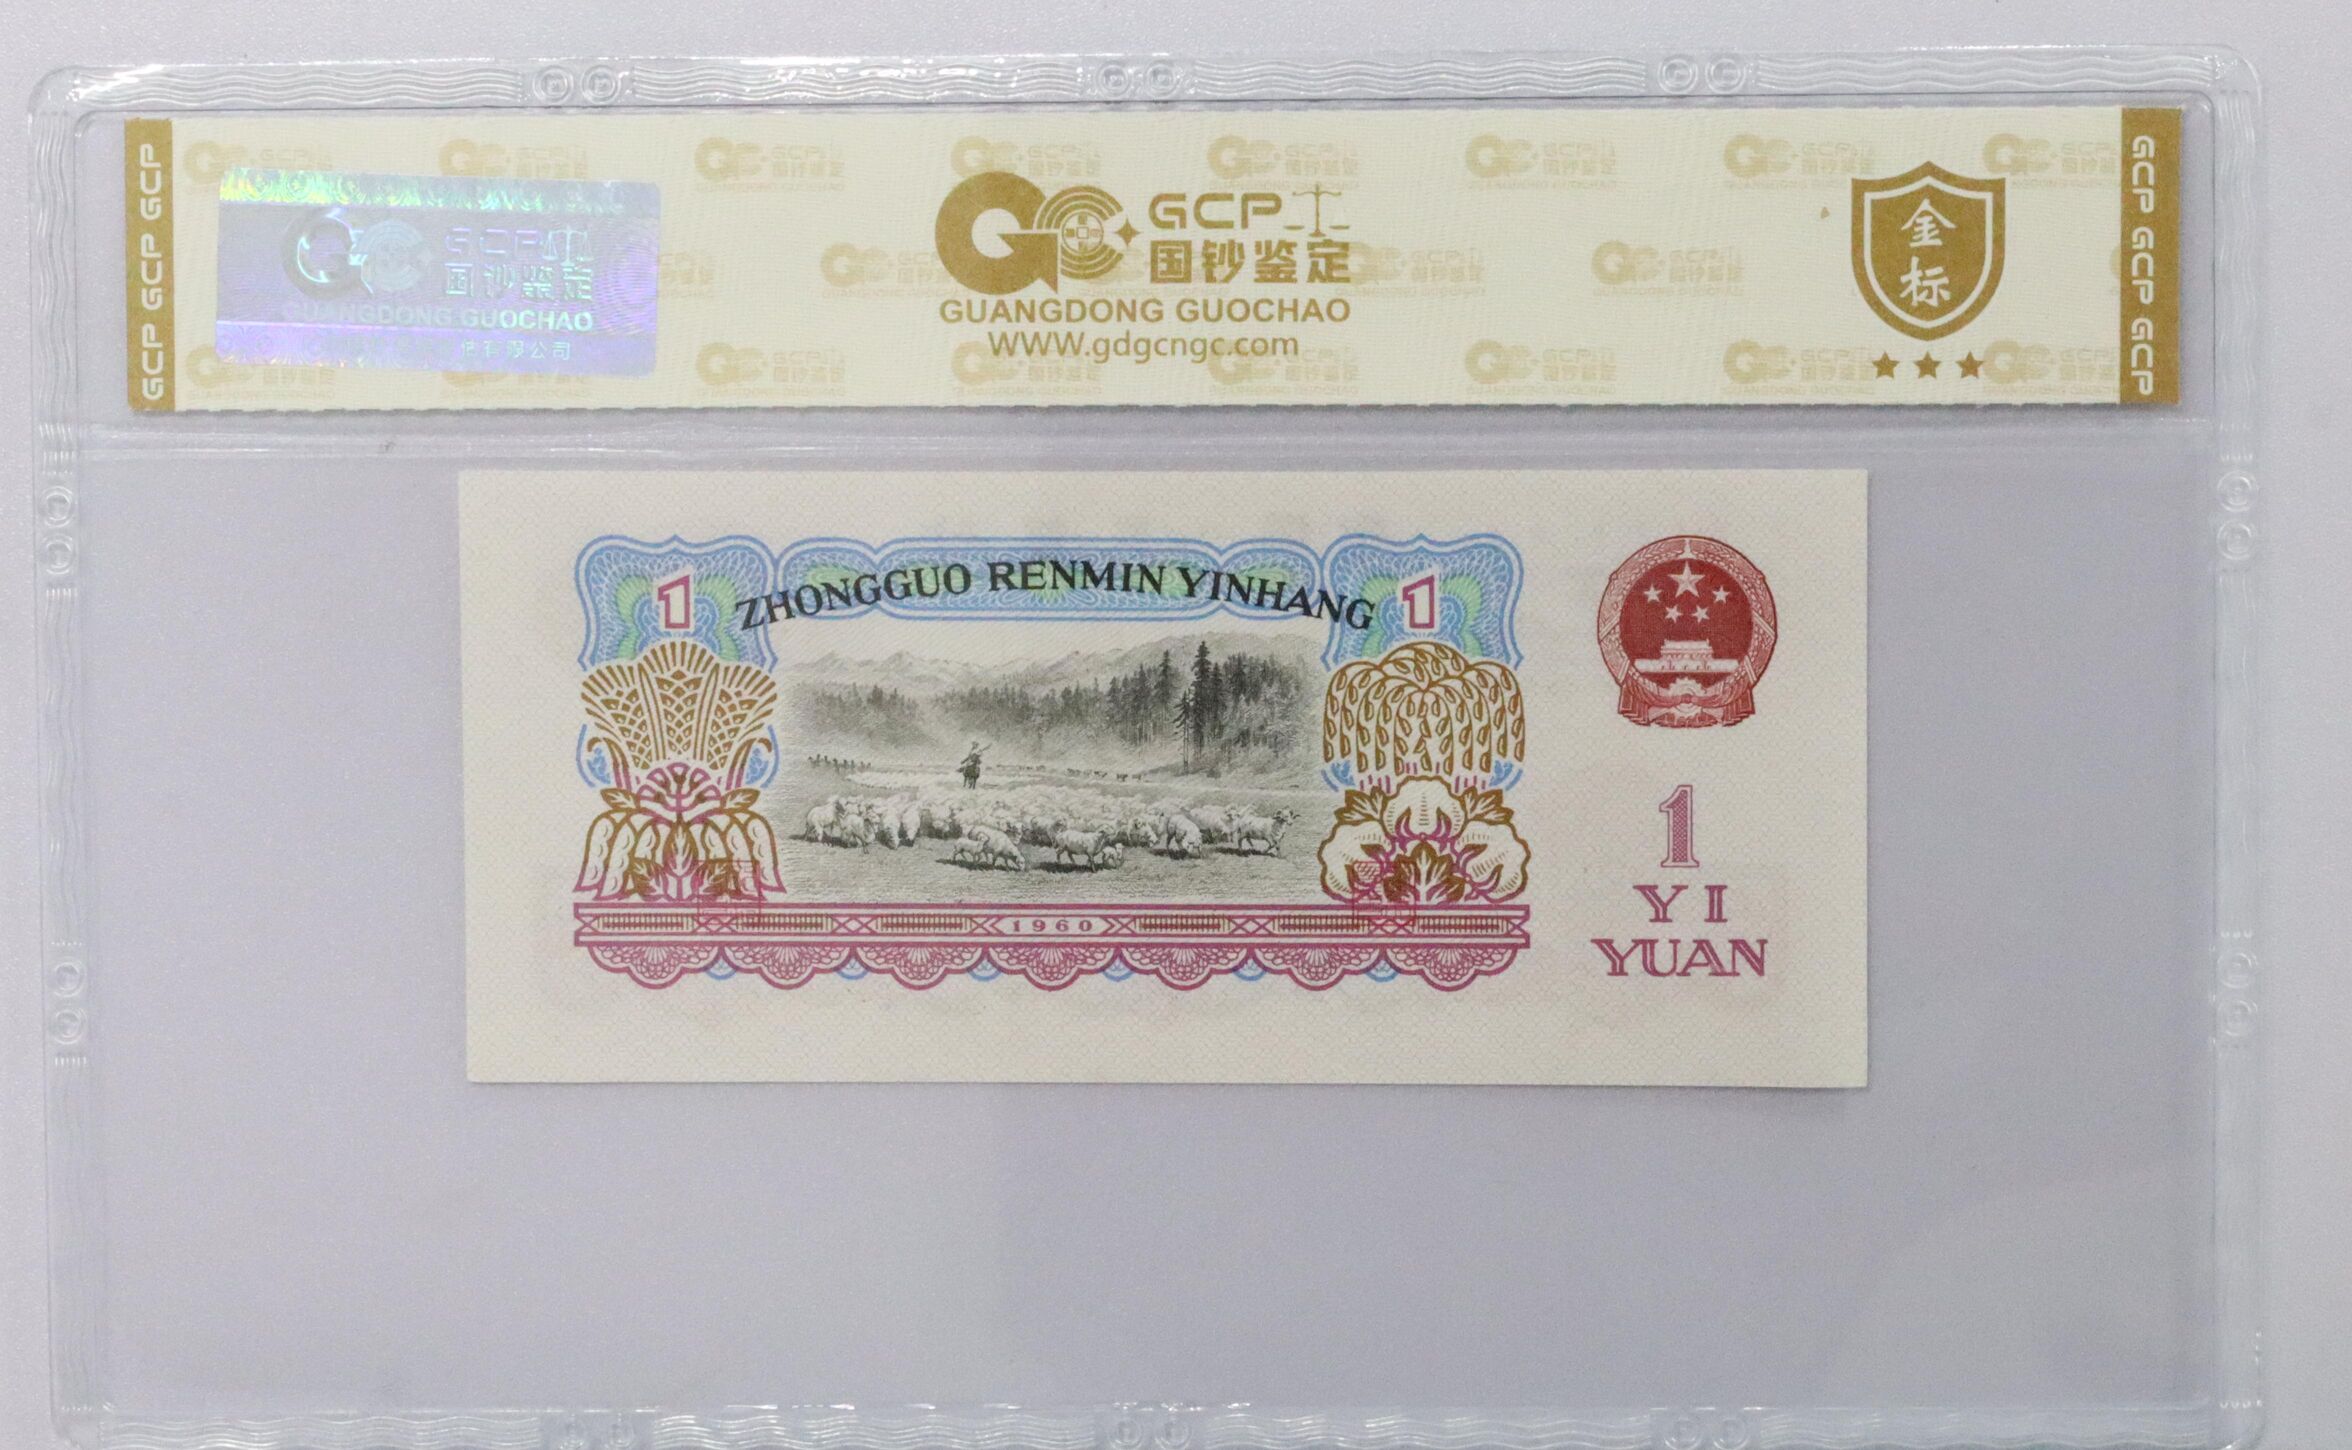 GCP GCP GCP
GCP
国钞鉴定
GUANGDONG GUOCHAO
GCP
国钞鉴定
GUANGDONG GUOCHAO
www.gdgcngc.com
金
标
GCP GCP GCP
1
ZHONGGUO RENMIN YINHANG
1
1960
1
YI
YUAN